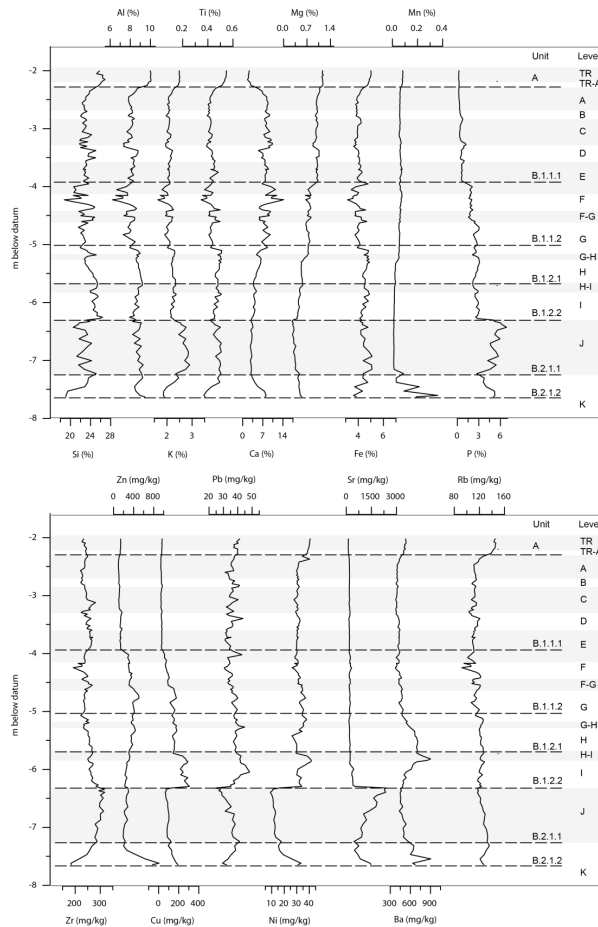 Al (%) Ti (%) Mg (%) Mn (%)
6 8 10 0.2 0.4 0.6 0.0 0.7 1.4 0.0 0.2 0.4
Unit Leve
-2 TR
A TR-A
A
B
-3 C
D
B.1.1.1 E
-4
F
F-G
B.1.1.2 G
-5
G-H
B.1.2.1 H
H-I
-6 I
B.1.2.2
J
-7
B.2.1.1
B.2.1.2
K
-8
m below datum
20 24 28 2 3 0 7 14 4 6 0 3 6
Si (%) K (%) Ca (%) Fe (%) P (%)
Zn (mg/kg) Pb (mg/kg) Sr (mg/kg) Rb (mg/kg)
0 400 800 20 30 40 50 0 1500 3000 80 120 160
Unit Leve
-2 TR
A TR-A
A
B
-3 C
D
B.1.1.1 E
-4
F
F-G
B.1.1.2 G
-5
G-H
B.1.2.1 H
H-I
-6 I
B.1.2.2
J
-7
B.2.1.1
B.2.1.2
K
-8
m below datum
200 300 0 200 400 10 20 30 40 300 600 900
Zr (mg/kg) Cu (mg/kg) Ni (mg/kg) Ba (mg/kg)